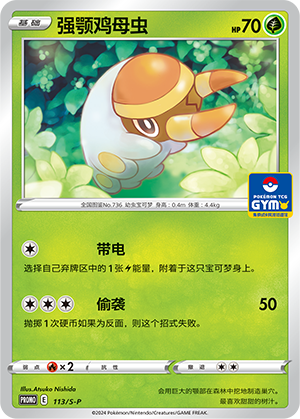 基础
强颚鸡母虫
HP70
POKÉMON TCG
GYM
全国图鉴No.736 幼虫宝可梦 身高：0.4m 体重：4.4kg
带电
选择自己弃牌区中的1张能量，附着于这只宝可梦身上。
偷袭 50
抛掷1次硬币如果为反面，则这个招式失败。
弱点 ×2 抗性 撤退
Illus.Atsuko Nishida
PROMO E 113/S-P
会用巨大的颚部在森林中挖地制造巢穴。
最喜欢甜甜的树汁。
©2024 Pokémon/Nintendo/Creatures/GAME FREAK.